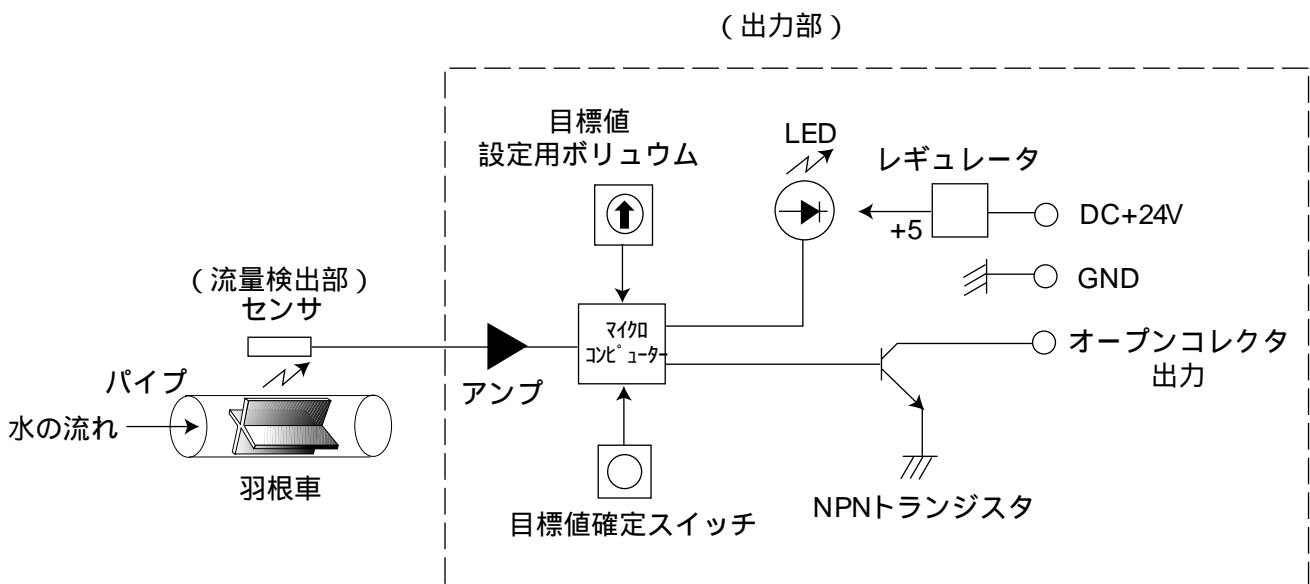 (出力部)
目標値
設定用ボリュウム
LED
レギュレータ
+5
DC+24V
GND
(流量検出部)
センサ
マイクロ
コンピューター
オープンコレクタ
出力
アンプ
パイプ
水の流れ
羽根車
目標値確定スイッチ
NPNトランジスタ